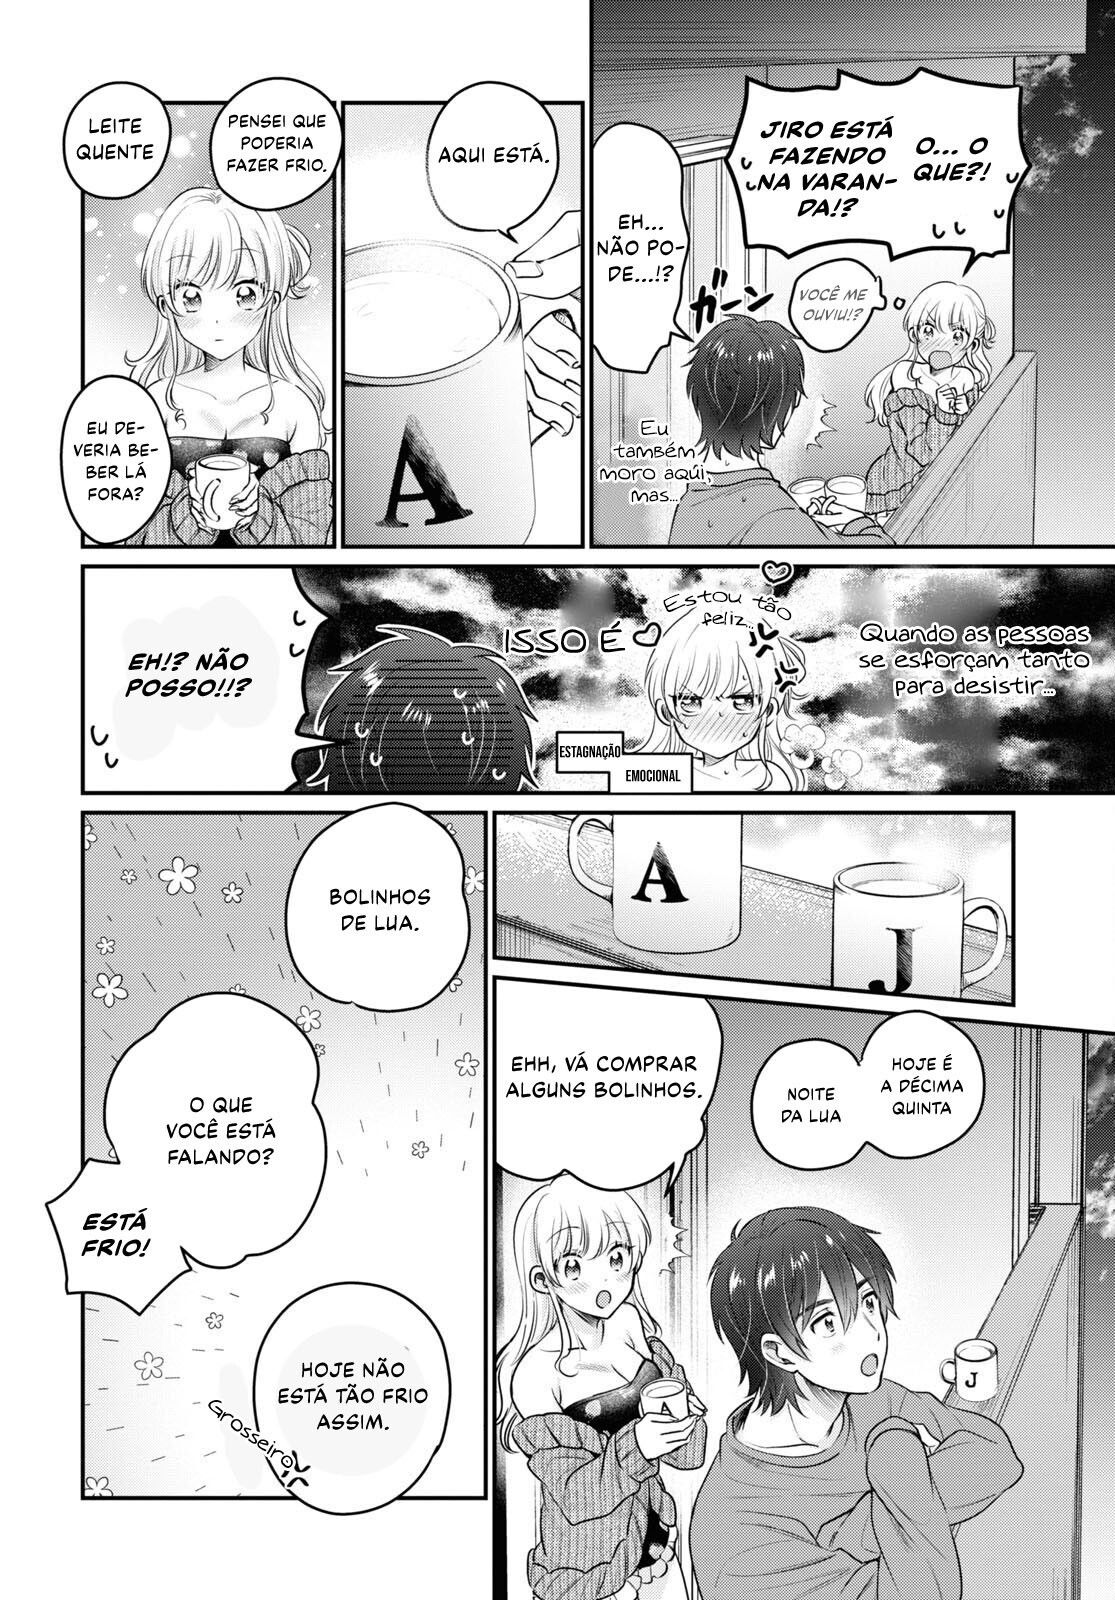 O... O
QUE?!
JIRO ESTÁ
FAZENDO
NA VARAN-
DA!?
VOCÊ ME
OUVIU!?
EH...
NÃO PO-
DE...!?
ガーン
Eu
também
moro aqui,
mas...
AQUI ESTÁ.
A
PENSEI QUE
PODERIA
FAZER FRIO.
LEITE
QUENTE
EU DE-
VERIA BE-
BER LÁ
FORA?
Quando as pessoas
se esforçam tanto
para desistir...
Estou tão
feliz...
ISSO É
ESTAGNAÇÃO
EMOCIONAL
EH!? NÃO
POSSO!!?
A
J
HOJE É
A DÉCIMA
QUINTA
NOITE
DA LUA
EHH, VÁ COMPRAR
ALGUNS BOLINHOS.
A
J
BOLINHOS
DE LUA.
O QUE
VOCÊ ESTÁ
FALANDO?
ESTÁ
FRIO!
HOJE NÃO
ESTÁ TÃO FRIO
ASSIM.
Grosseiro